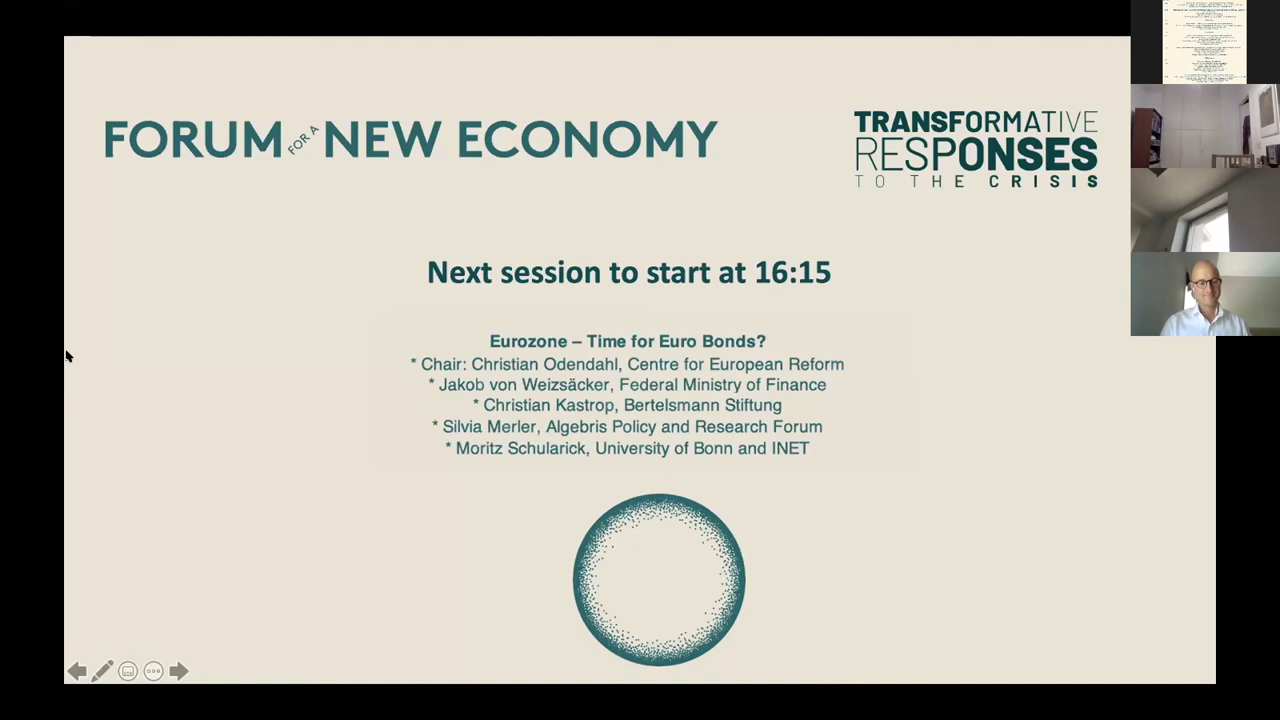 FORUM FOR A NEW ECONOMY
TRANSFORMATIVE
RESPONSES
TO THE CRISIS
Next session to start at 16:15
Eurozone – Time for Euro Bonds?
* Chair: Christian Odendahl, Centre for European Reform
* Jakob von Weizsäcker, Federal Ministry of Finance
* Christian Kastrop, Bertelsmann Stiftung
* Silvia Merler, Algebris Policy and Research Forum
* Moritz Schularick, University of Bonn and INET